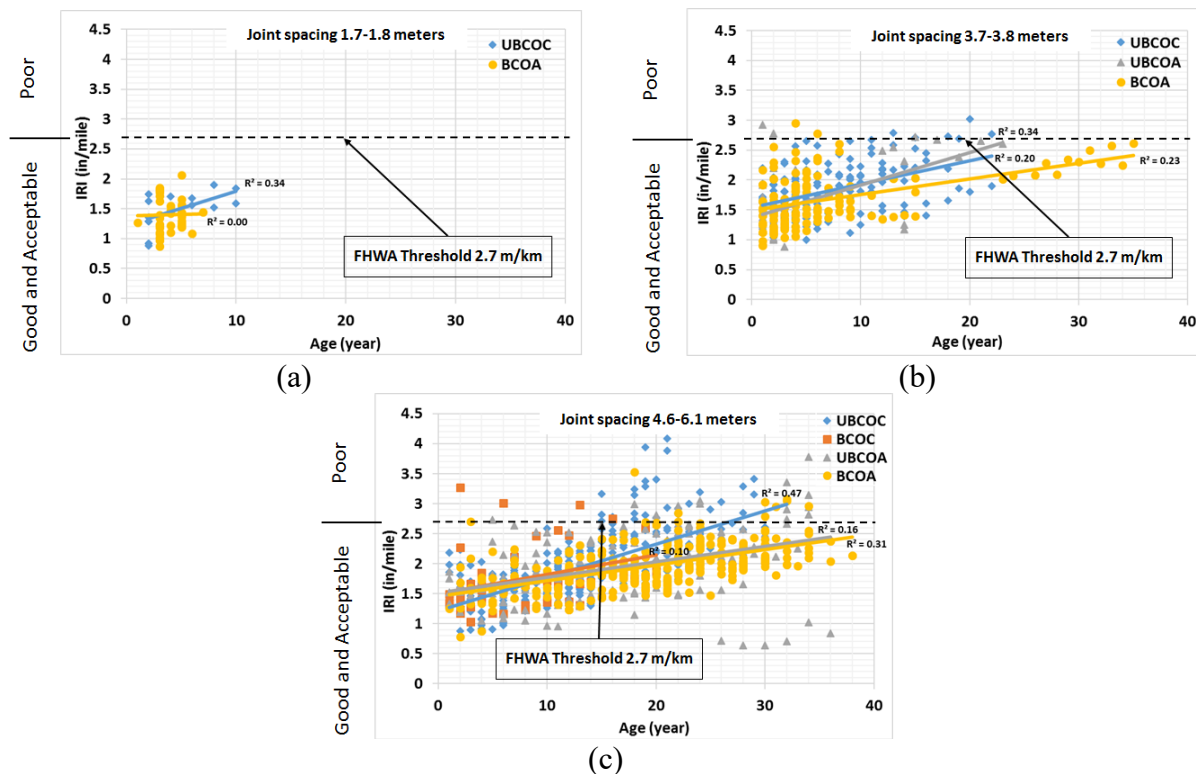 Joint spacing 1.7-1.8 meters
UBCOC
BCOA
Poor
Good and Acceptable
IRI (in/mile)
4.5
4
3.5
3
2.5
2
1.5
1
0.5
0
R² = 0.34
R² = 0.00
FHWA Threshold 2.7 m/km
0 10 20 30 40
Age (year)
(a)
Joint spacing 3.7-3.8 meters
UBCOC
UBCOA
BCOA
Poor
Good and Acceptable
IRI (in/mile)
4.5
4
3.5
3
2.5
2
1.5
1
0.5
0
R² = 0.34
R² = 0.20
R² = 0.23
FHWA Threshold 2.7 m/km
0 10 20 30 40
Age (year)
(b)
Joint spacing 4.6-6.1 meters
UBCOC
BCOC
UBCOA
BCOA
Poor
Good and Acceptable
IRI (in/mile)
4.5
4
3.5
3
2.5
2
1.5
1
0.5
0
R² = 0.47
R² = 0.16
R² = 0.10
R² = 0.31
FHWA Threshold 2.7 m/km
0 10 20 30 40
Age (year)
(c)